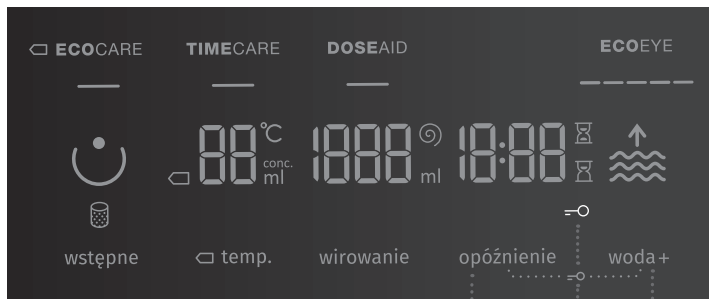 ECOCARE TIMECARE DOSEAID ECOEYE
88 °C 1888 18:88
conc.
ml ml
wstępne temp. wirowanie opóźnienie woda+